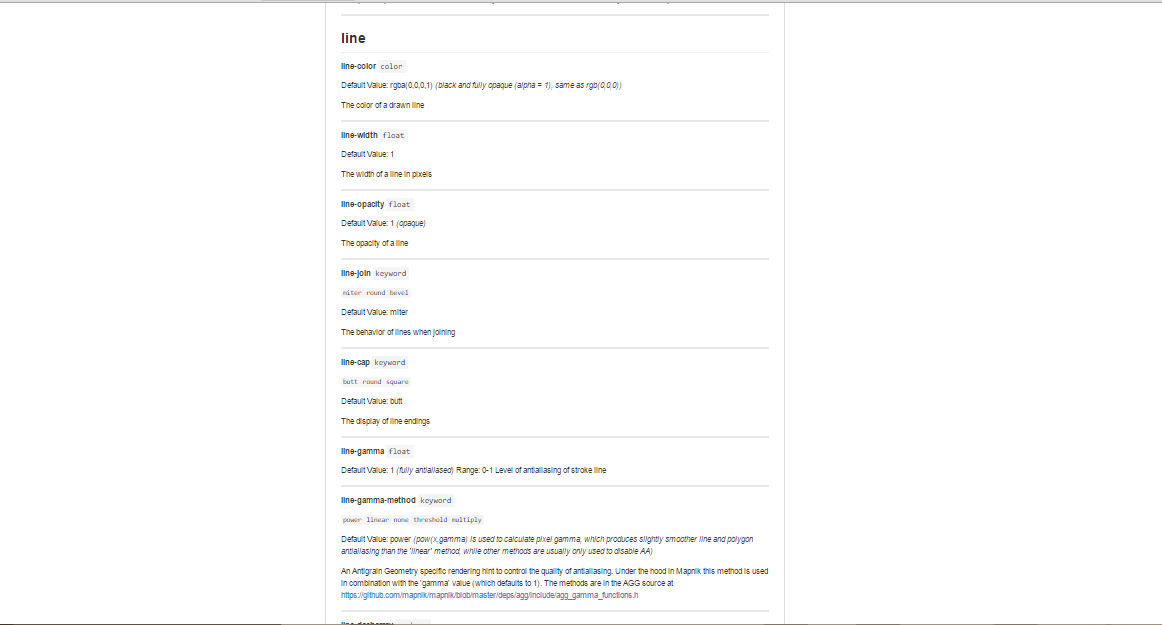 line
line-color color
Default Value: rgba(0,0,0,1) (black and fully opaque (alpha = 1), same as rgb(0,0,0))
The color of a drawn line
line-width float
Default Value: 1
The width of a line in pixels
line-opacity float
Default Value: 1 (opaque)
The opacity of a line
line-join keyword
miter round bevel
Default Value: miter
The behavior of lines when joining
line-cap keyword
butt round square
Default Value: butt
The display of line endings
line-gamma float
Default Value: 1 (fully antialiased) Range: 0-1 Level of antialiasing of stroke line
line-gamma-method keyword
power linear none threshold multiply
Default Value: power (pow(x,gamma) is used to calculate pixel gamma, which produces slightly smoother line and polygon
antialiasing than the 'linear' method, while other methods are usually only used to disable AA)
An Antigrain Geometry specific rendering hint to control the quality of antialiasing. Under the hood in Mapnik this method is used
in combination with the 'gamma' value (which defaults to 1). The methods are in the AGG source at
https://github.com/mapnik/mapnik/blob/master/deps/agg/include/agg_gamma_functions.h